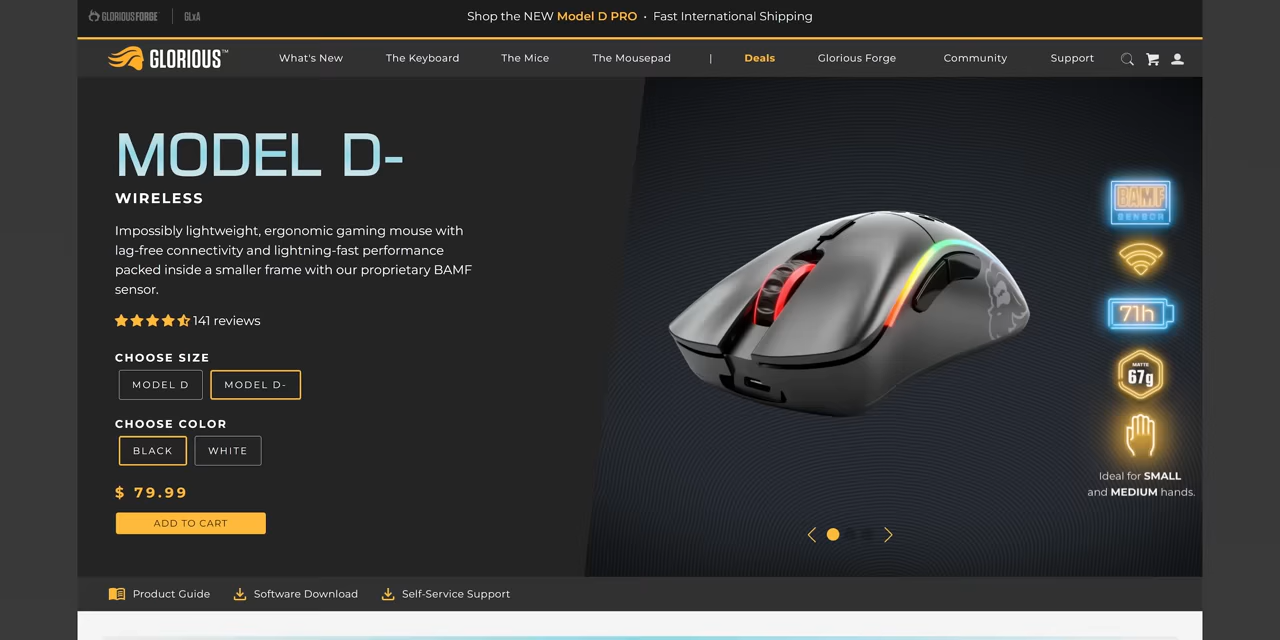 GLORIOUS FORGE
GLxA
Shop the NEW Model D PRO • Fast International Shipping
GLORIOUS™
What's New
The Keyboard
The Mice
The Mousepad
|
Deals
Glorious Forge
Community
Support
MODEL D-
WIRELESS
Impossibly lightweight, ergonomic gaming mouse with
lag-free connectivity and lightning-fast performance
packed inside a smaller frame with our proprietary BAMF
sensor.
141 reviews
CHOOSE SIZE
MODEL D
MODEL D-
CHOOSE COLOR
BLACK
WHITE
$ 79.99
ADD TO CART
BAMF
SENSOR
71h
MATTE
67g
Ideal for SMALL
and MEDIUM hands.
Product Guide
Software Download
Self-Service Support